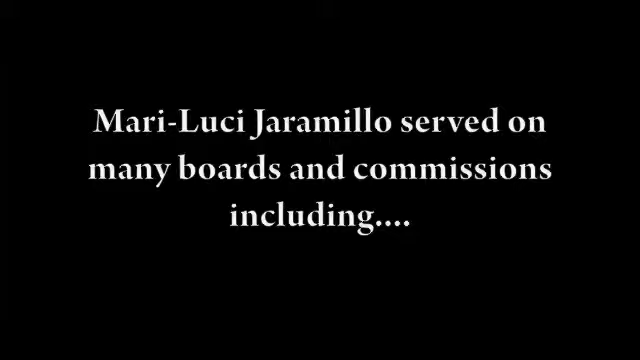 Mari-Luci Jaramillo served on
many boards and commissions
including....